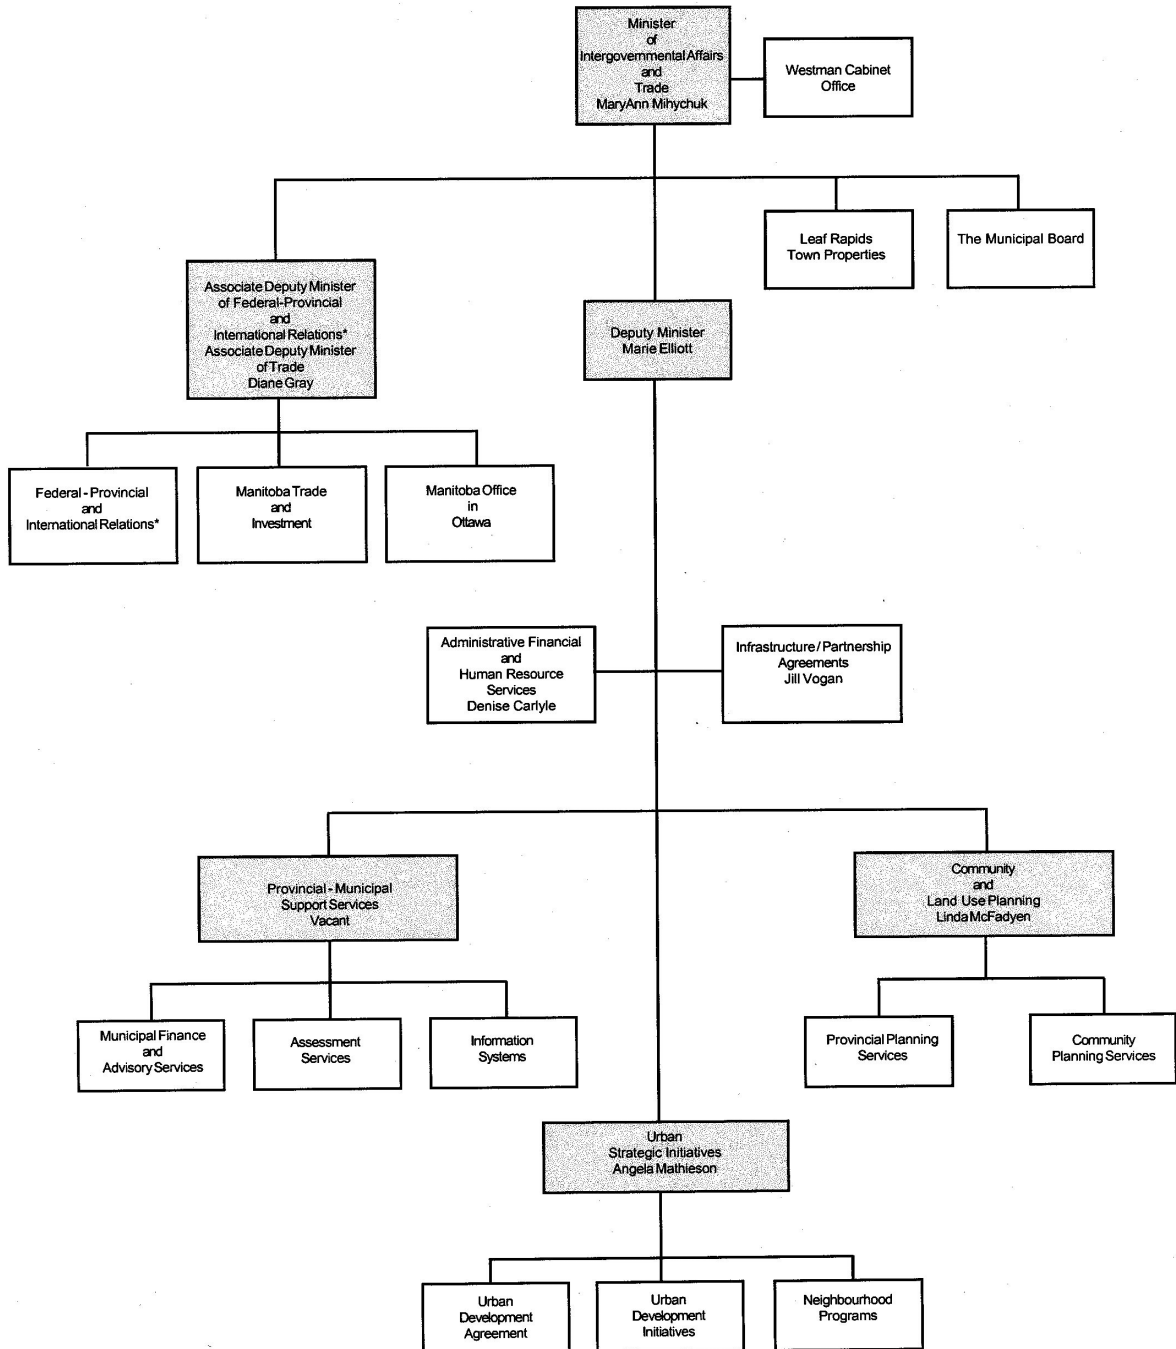 Minister
of
Intergovernmental Affairs
and
Trade
MaryAnn Mihychuk
Westman Cabinet
Office
Leaf Rapids
Town Properties
The Municipal Board
Associate Deputy Minister
of Federal-Provincial
and
International Relations*
Associate Deputy Minister
of Trade
Diane Gray
Deputy Minister
Marie Elliott
Federal - Provincial
and
International Relations*
Manitoba Trade
and
Investment
Manitoba Office
in
Ottawa
Administrative Financial
and
Human Resource
Services
Denise Carlyle
Infrastructure / Partnership
Agreements
Jill Vogan
Provincial - Municipal
Support Services
Vacant
Community
and
Land Use Planning
Linda McFadyen
Municipal Finance
and
Advisory Services
Assessment
Services
Information
Systems
Provincial Planning
Services
Community
Planning Services
Urban
Strategic Initiatives
Angela Mathieson
Urban
Development
Agreement
Urban
Development
Initiatives
Neighbourhood
Programs